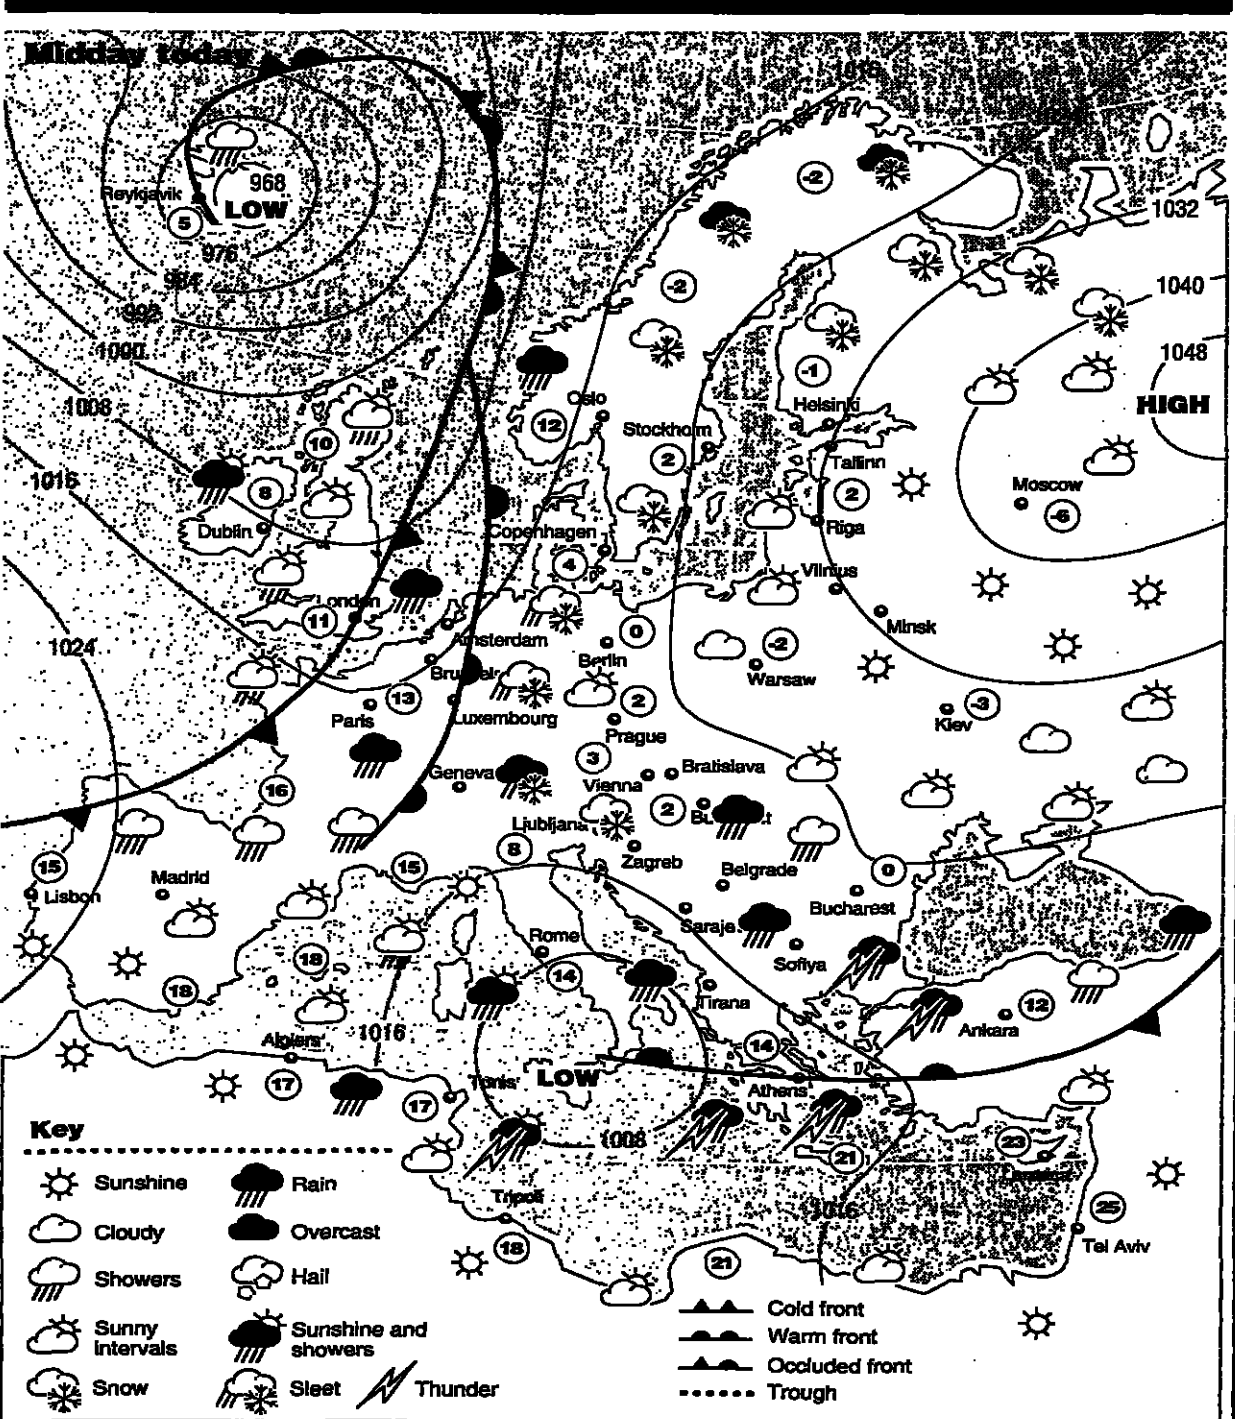 Midday today
1016
968
Reykjavik
LOW
5
976
984
992
1000
1008
1016
1024
-2
-2
-1
1032
1040
1048
HIGH
Oslo
12
Stockholm
2
Helsinki
Tallinn
2
Riga
Moscow
-6
10
8
Dublin
Copenhagen
4
Vilnius
Minsk
London
11
Amsterdam
0
Berlin
-2
Warsaw
Brussels
13
Paris
Luxembourg
2
Prague
Kiev
-3
Geneva
3
Vienna
Bratislava
16
2
Ljubljana
8
Zagreb
Belgrade
0
Bucharest
15
Lisbon
Madrid
15
Rome
14
Sofiya
Tirana
18
18
1016
Algiers
17
Tunis
17
LOW
1008
14
Athens
Ankara
12
21
23
1016
25
Tel Aviv
Tripoli
18
21
Key
Sunshine
Rain
Cloudy
Overcast
Showers
Hail
Sunny
intervals
Sunshine and
showers
Snow
Sleet
Thunder
Cold front
Warm front
Occluded front
Trough